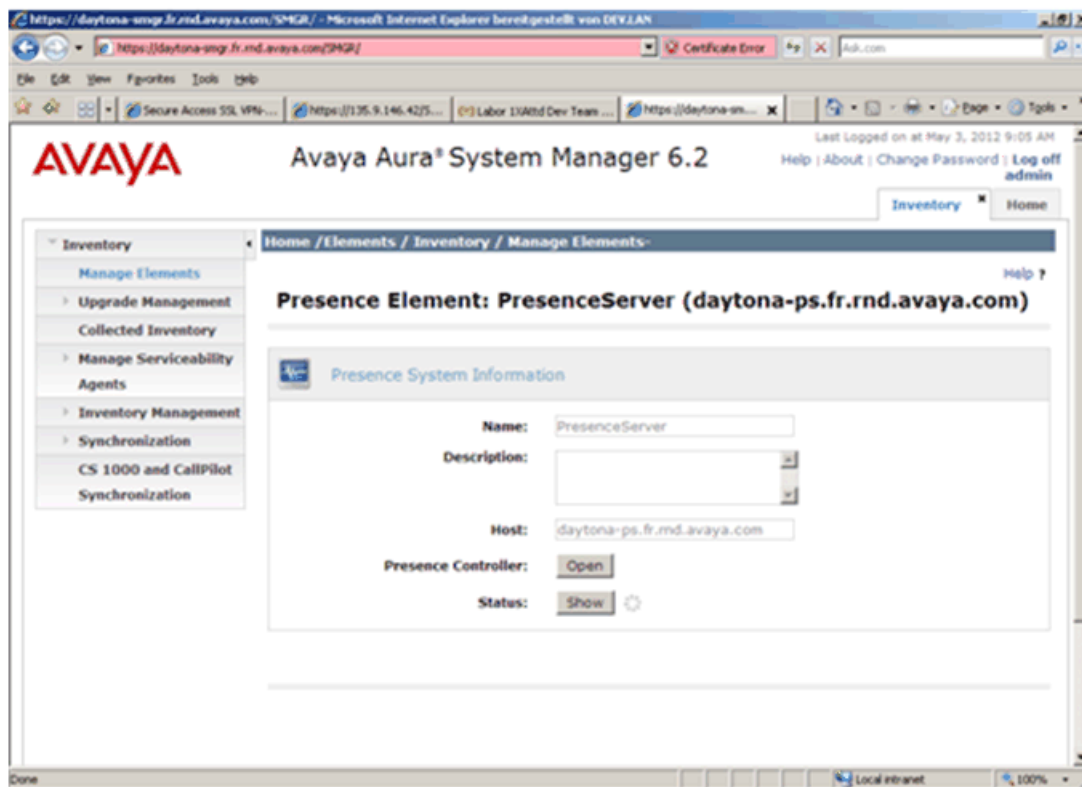 https://daytona-smgr.fr.rnd.avaya.com/SMGR/ - Microsoft Internet Explorer bereitgestellt von DEV.LAN
https://daytona-smgr.fr.rnd.avaya.com/SMGR/ Certificate Error Ask.com
File Edit View Favorites Tools Help
Secure Access SSL VPN-... https://135.9.146.42/S... Labor 1XAttd Dev Team ... https://daytona-sm... Page Tools
Last Logged on at May 3, 2012 9:05 AM
AVAYA Avaya Aura® System Manager 6.2
Help | About | Change Password | Log off admin
Inventory Home
Inventory
Manage Elements
Upgrade Management
Collected Inventory
Manage Serviceability
Agents
Inventory Management
Synchronization
CS 1000 and CallPilot
Synchronization
Home /Elements / Inventory / Manage Elements-
Help ?
Presence Element: PresenceServer (daytona-ps.fr.rnd.avaya.com)
Presence System Information
Name: PresenceServer
Description:
Host: daytona-ps.fr.rnd.avaya.com
Presence Controller: Open
Status: Show
Done Local intranet 100%